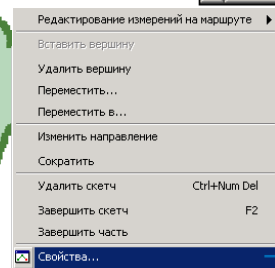 Редактирование измерений на маршруте
Вставить вершину
Удалить вершину
Переместить...
Переместить в...
Изменить направление
Сократить
Удалить скетч Ctrl+Num Del
Завершить скетч F2
Завершить часть
Свойства...